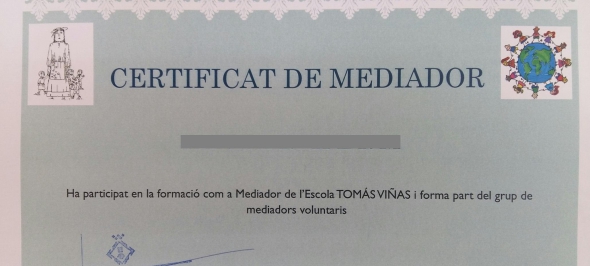 CERTIFICAT DE MEDIADOR
Ha participat en la formació com a Mediador de l'Escola TOMÁS VIÑAS i forma part del grup de
mediadors voluntaris